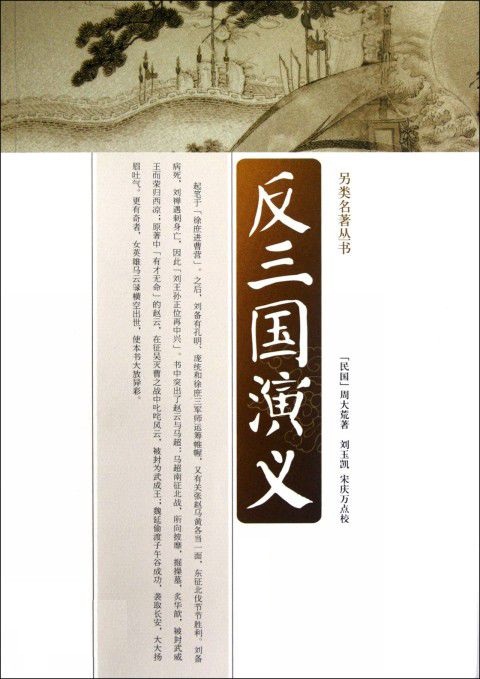 另类名著丛书
「民国」周大荒著 刘玉凯 宋庆万点校
反三国演义
起笔于「徐庶进曹营」。之后，刘备有孔明、庞统和徐庶三军师运筹帷幄，又有关张赵马黄各当一面，东征北伐节节胜利。刘备
病死，刘禅遇刺身亡，因此「刘王孙正位再中兴」。书中突出了赵云与马超：马超南征北战，所向披靡，掘操墓，炙华歆，被封武威
王而荣归西凉；原著中「有才无命」的赵云，在征吴灭曹之战中叱咤风云，被封为武成王；魏延偷渡子午谷成功，袭取长安，大大扬
眉吐气。更有奇者，女英雄马云𫘧横空出世，使本书大放异彩。